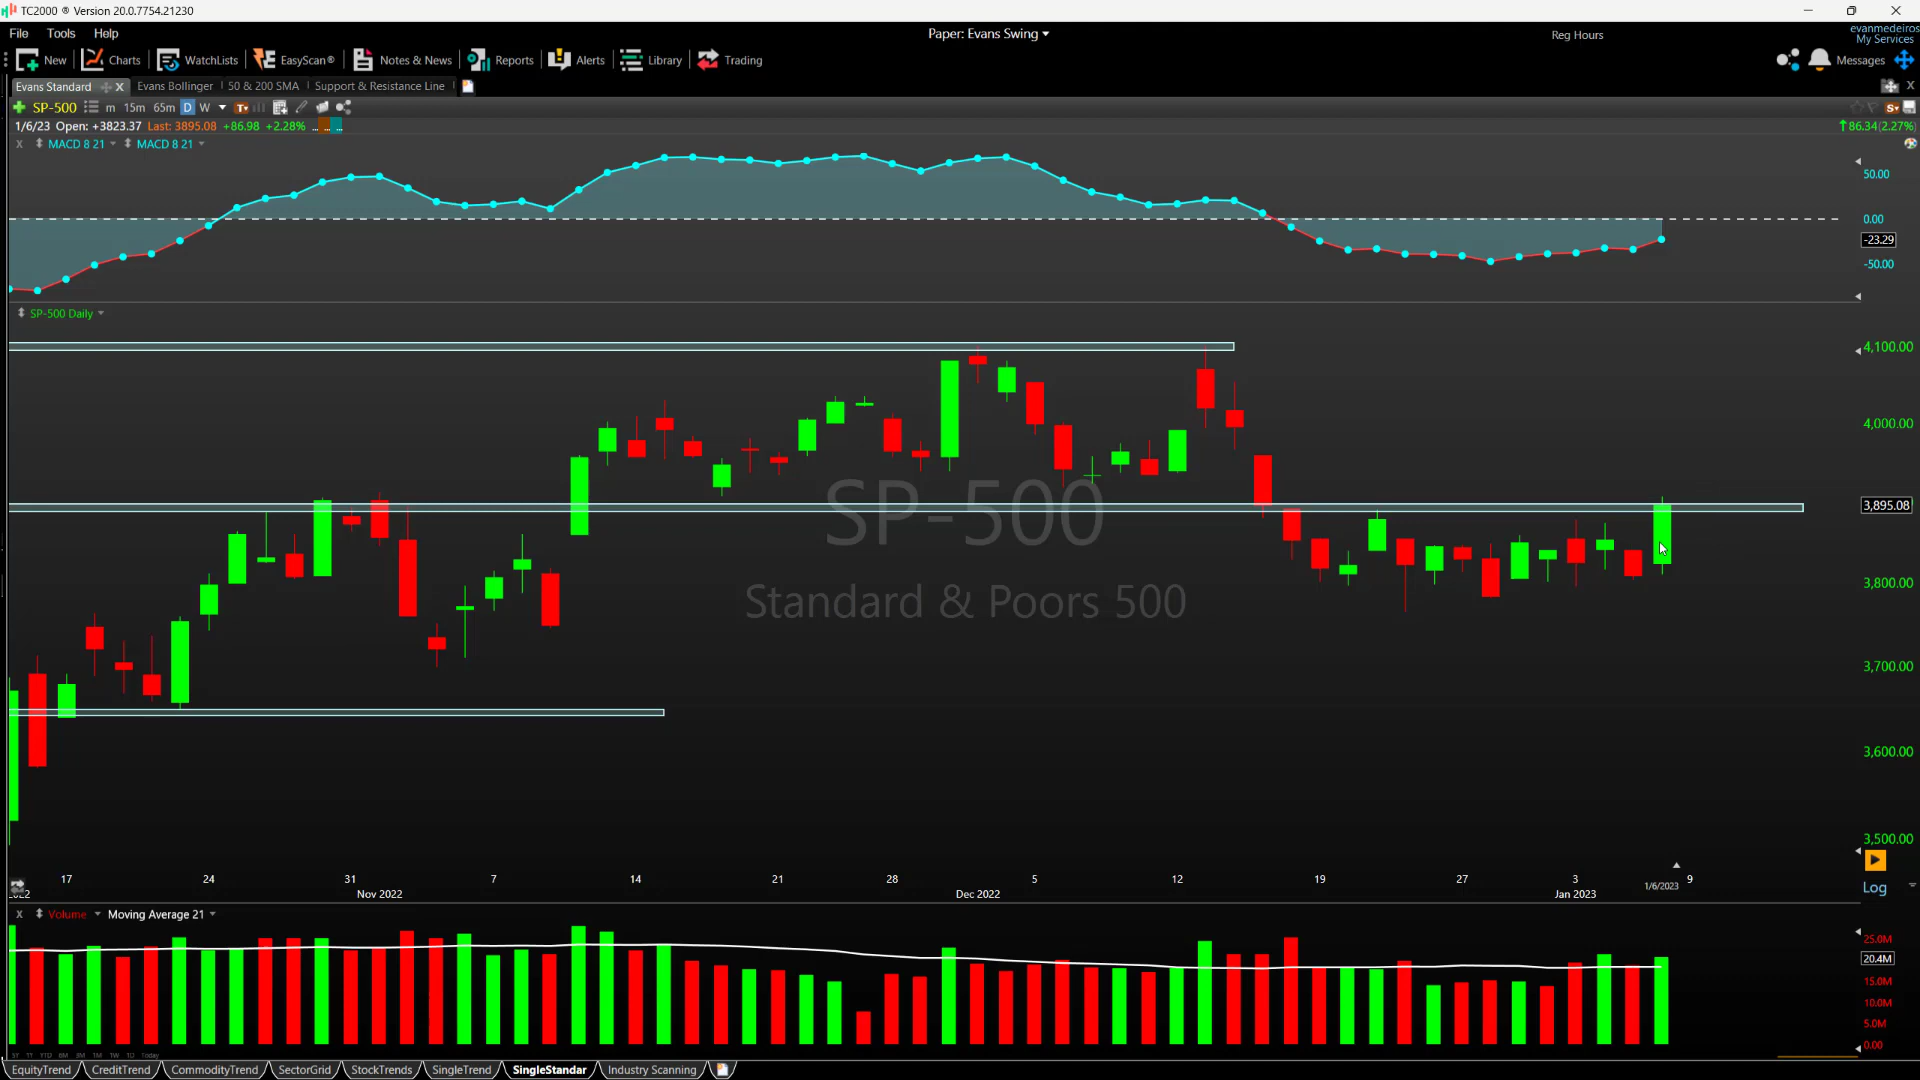 TC2000 ® Version 20.0.7754.21230
File Tools Help
Paper: Evans Swing
Reg Hours
evanmedeiros
My Services
New Charts WatchLists EasyScan® Notes & News Reports Alerts Library Trading
Messages
Evans Standard X Evans Bollinger 50 & 200 SMA Support & Resistance Line
X
SP-500 m 15m 65m D W T
S
1/6/23 Open: +3823.37 Last: 3895.08 +86.98 +2.28% ... ... ...
86.34(2.27%)
X MACD 8 21 MACD 8 21
50.00
0.00
-23.29
-50.00
SP-500 Daily
4,100.00
4,000.00
3,895.08
3,800.00
3,700.00
3,600.00
3,500.00
SP-500
Standard & Poors 500
17 24 31 7 14 21 28 5 12 19 27 3 1/6/2023 9
Nov 2022 Dec 2022 Jan 2023
Log
X Volume Moving Average 21
25.0M
20.4M
15.0M
10.0M
5.0M
0.00
YTD 6M 3M 1M 1W 1D Today
EquityTrend CreditTrend CommodityTrend SectorGrid StockTrends SingleTrend SingleStandar Industry Scanning